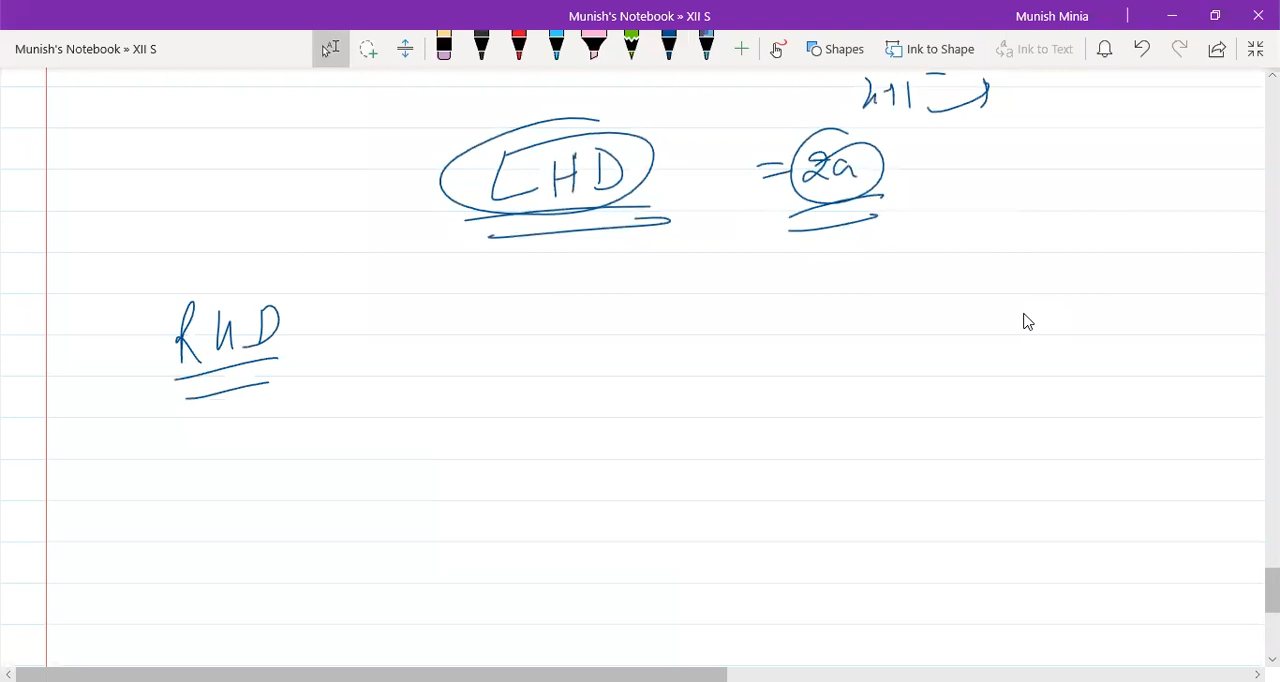 Munish's Notebook » XII S
Munish Minia
Munish's Notebook » XII S
Shapes
Ink to Shape
Ink to Text
LHD = 2a
RHD